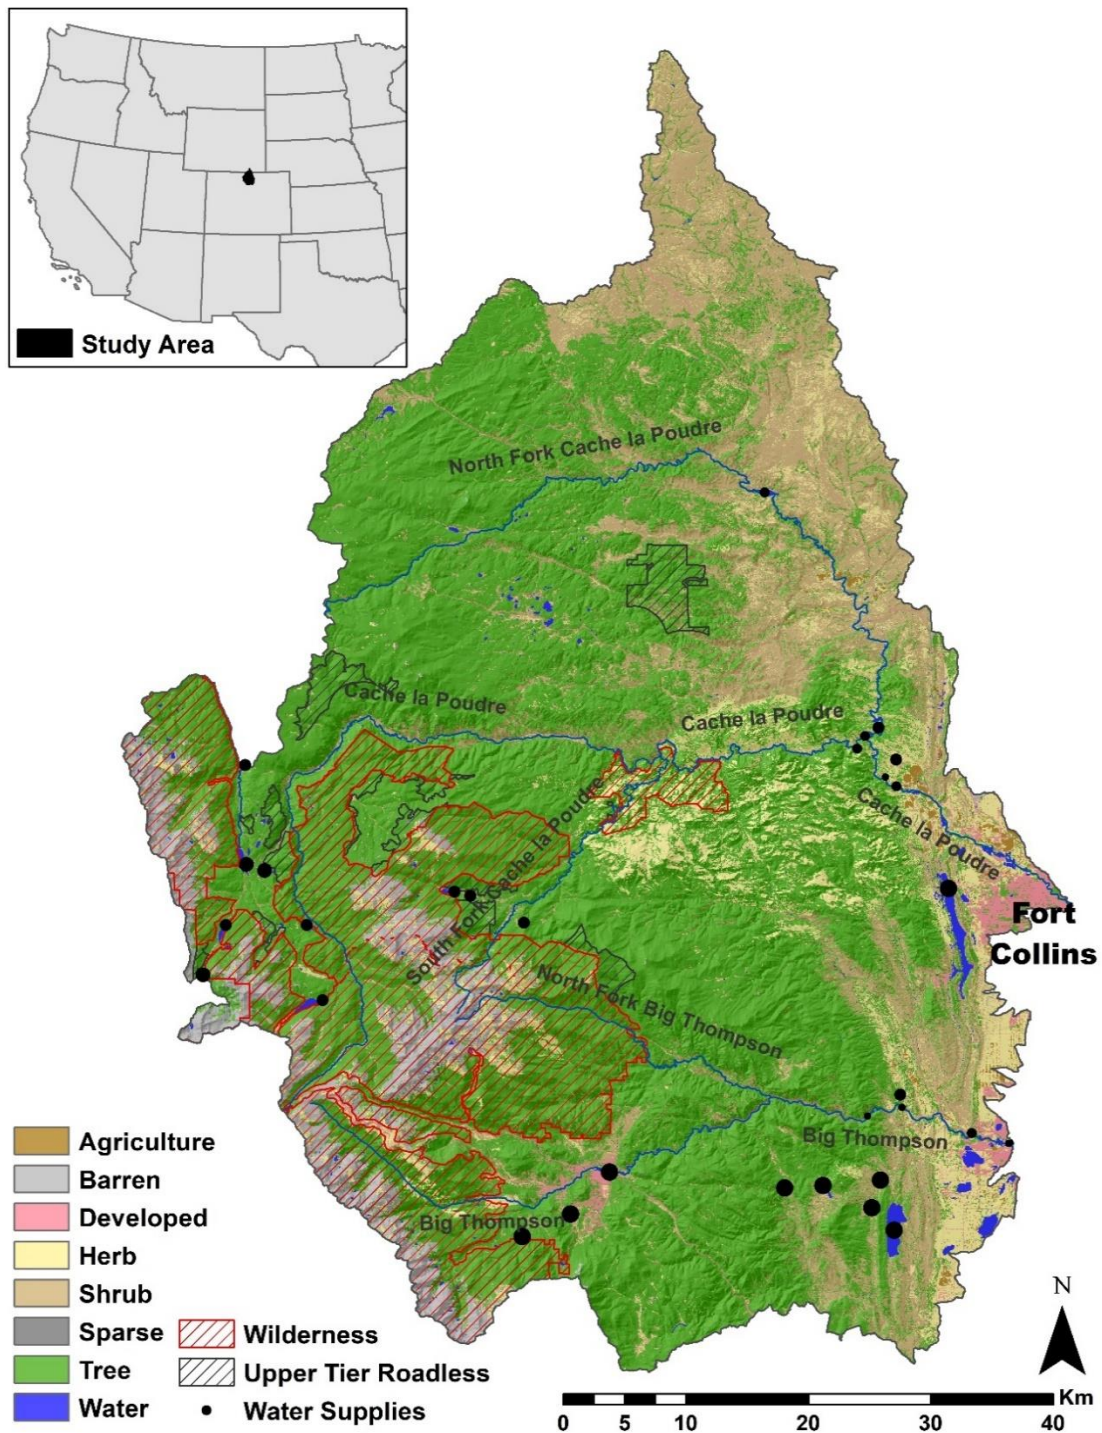 Study Area
North Fork Cache la Poudre
Cache la Poudre
Cache la Poudre
South Fork Cache la Poudre
Cache la Poudre
Fort
Collins
North Fork Big Thompson
Big Thompson
Big Thompson
Agriculture
Barren
Developed
Herb
Shrub
Sparse
Tree
Water
Wilderness
Upper Tier Roadless
Water Supplies
N
Km
0 5 10 20 30 40